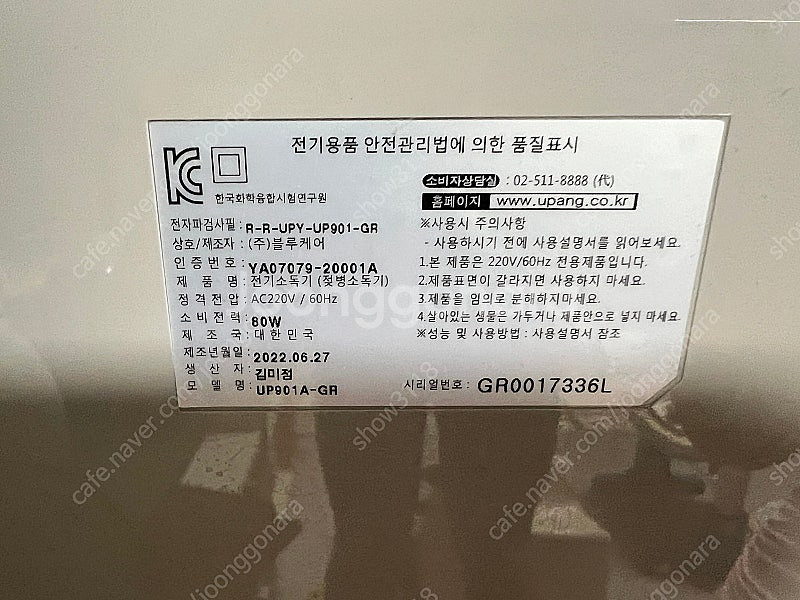 전기용품 안전관리법에 의한 품질표시
한국화학융합시험연구원
소비자상담실 : 02-511-8888 (代)
홈페이지 www.upang.co.kr
전자파검사필 : R-R-UPY-UP901-GR
상호/제조자 : (주)블루케어
인증번호 : YA07079-20001A
제품명 : 전기소독기 (젖병소독기)
정격전압 : AC220V / 60Hz
소비전력 : 80W
제조국 : 대한민국
제조년월일 : 2022.06.27
생산자 : 김미점
모델명 : UP901A-GR
※사용시 주의사항
- 사용하시기 전에 사용설명서를 읽어보세요.
1.본 제품은 220V/60Hz 전용제품입니다.
2.제품표면이 갈라지면 사용하지 마세요.
3.제품을 임의로 분해하지마세요.
4.살아있는 생물은 가두거나 제품안으로 넣지 마세요.
※성능 및 사용방법 : 사용설명서 참조
시리얼번호 : GR0017336L
cafe.naver.com/joonggonara
show3178